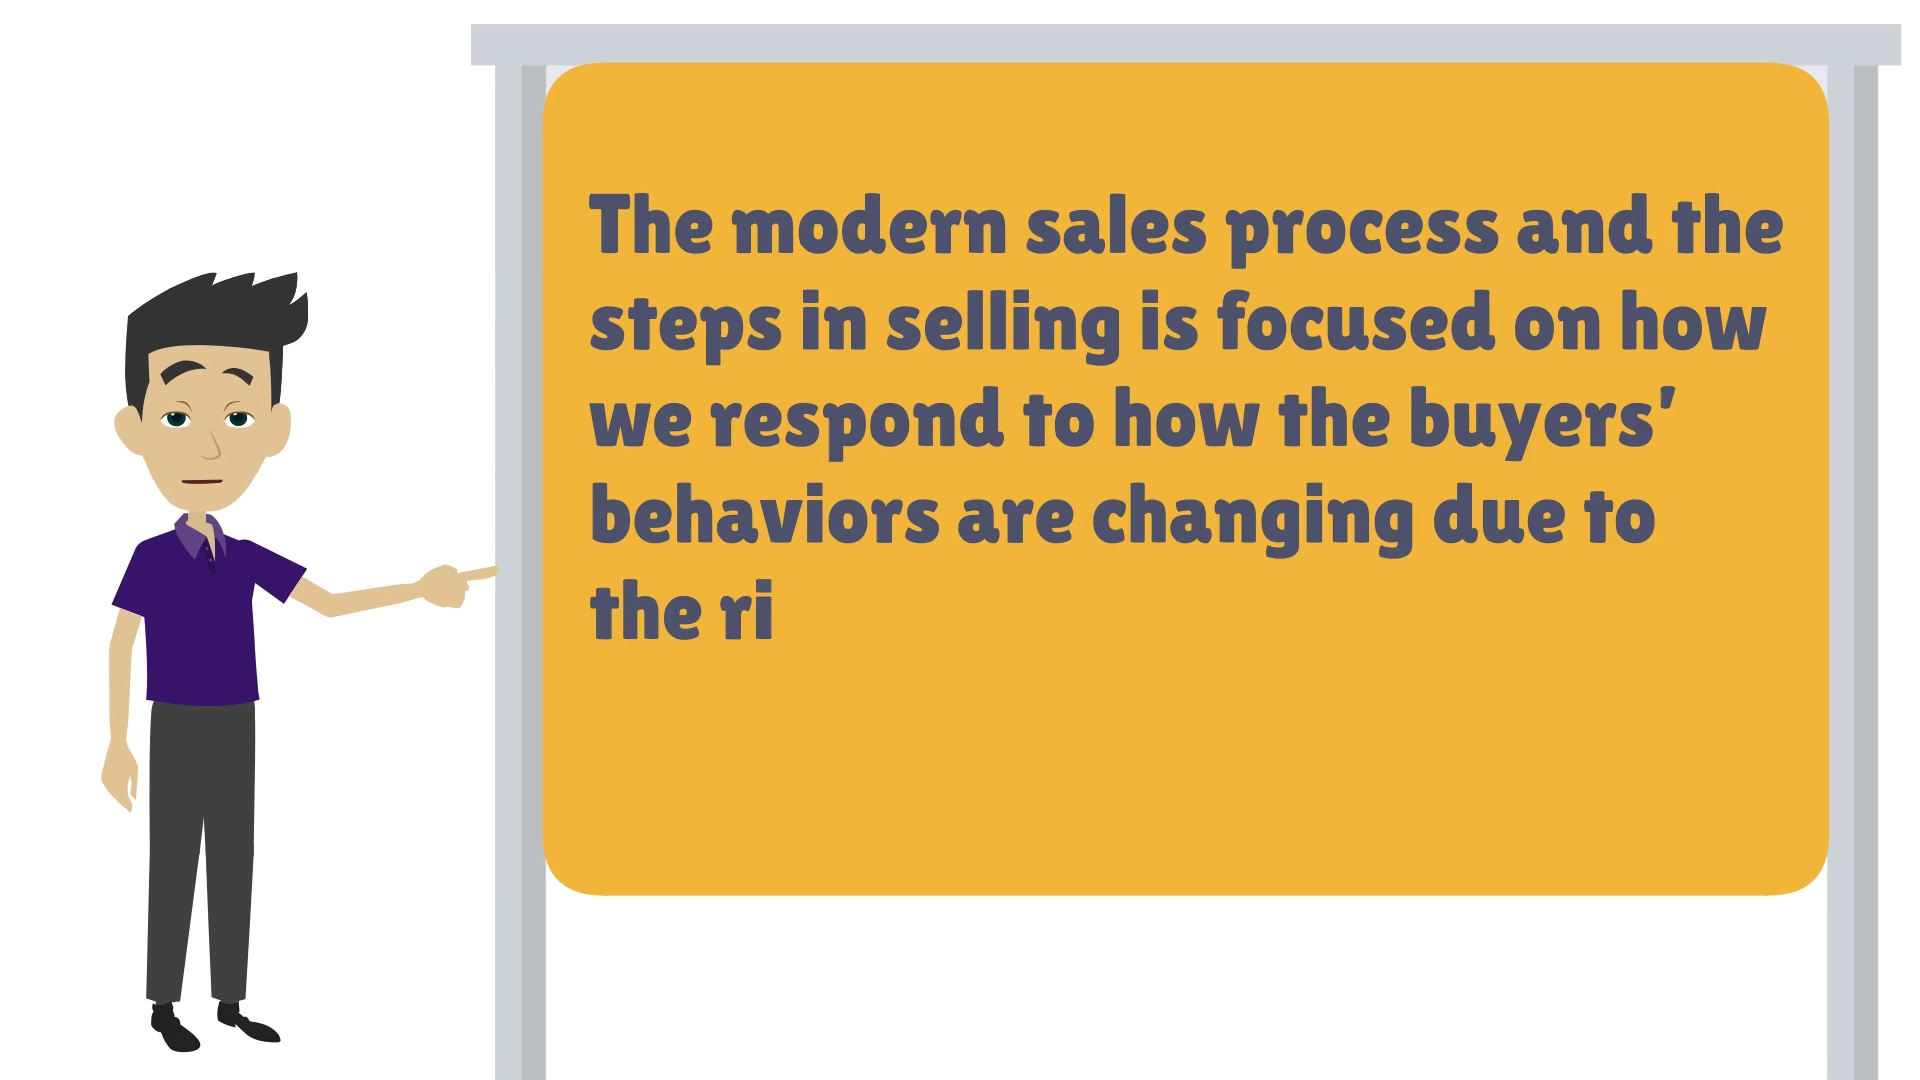 The modern sales process and the
steps in selling is focused on how
we respond to how the buyers’
behaviors are changing due to
the ri